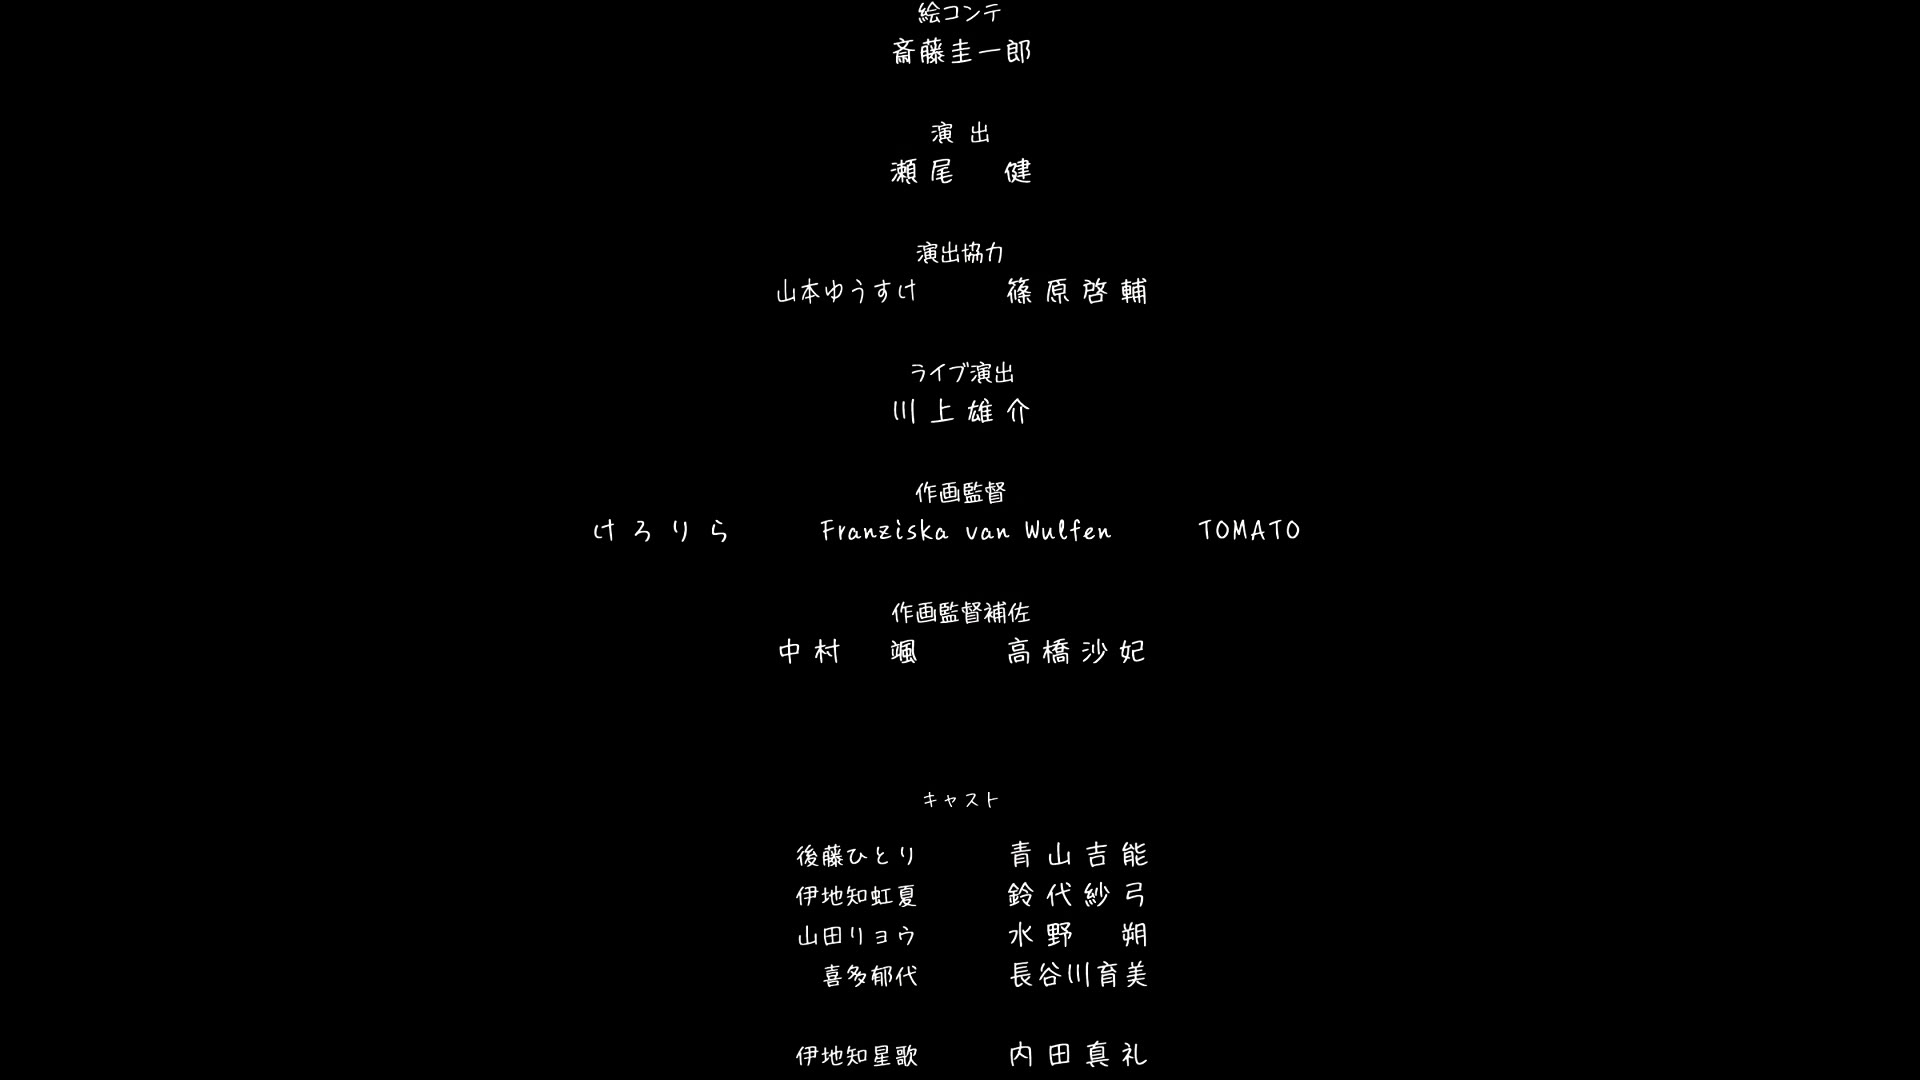 絵コンテ
斎藤圭一郎
演出
瀬尾 健
演出協力
山本ゆうすけ 篠原啓輔
ライブ演出
川上雄介
作画監督
けろりら Franziska van Wulfen TOMATO
作画監督補佐
中村 颯 高橋沙妃
キャスト
後藤ひとり 青山吉能
伊地知虹夏 鈴代紗弓
山田リョウ 水野 朔
喜多郁代 長谷川育美
伊地知星歌 内田真礼